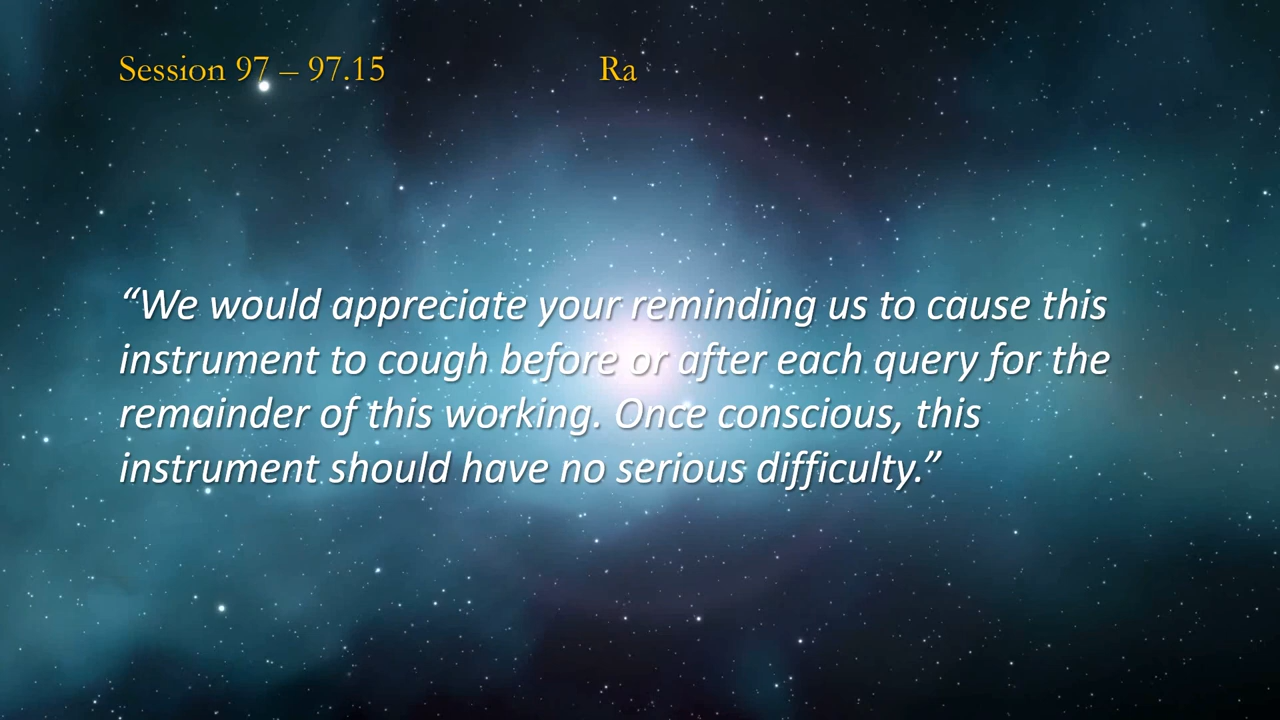 Session 97 – 97.15 Ra
“We would appreciate your reminding us to cause this
instrument to cough before or after each query for the
remainder of this working. Once conscious, this
instrument should have no serious difficulty.”